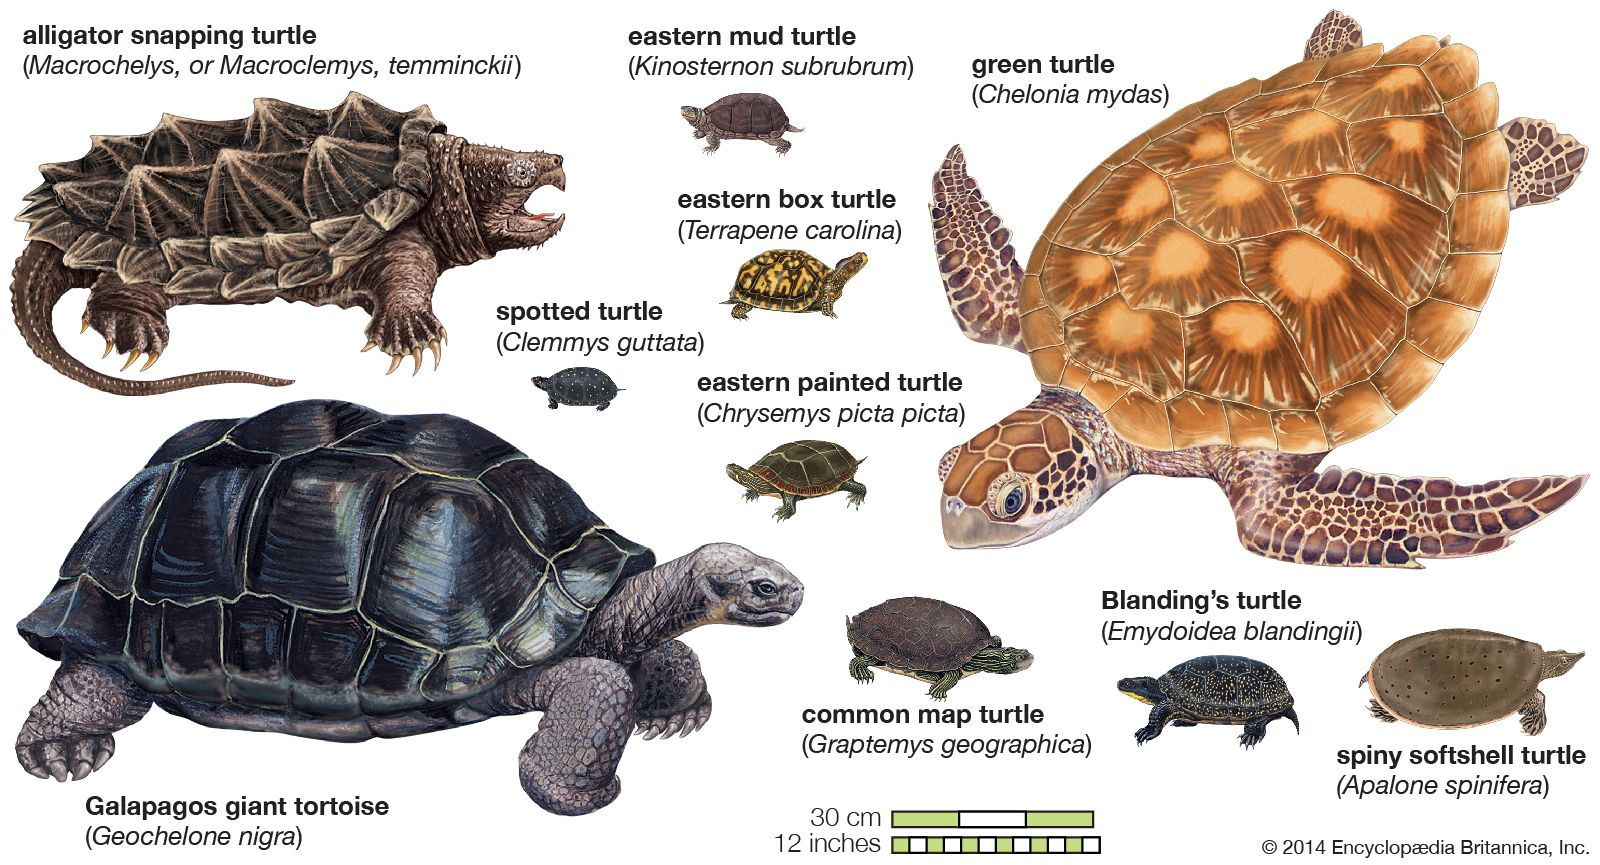 alligator snapping turtle
(Macrochelys, or Macroclemys, temminckii)
eastern mud turtle
(Kinosternon subrubrum)
green turtle
(Chelonia mydas)
eastern box turtle
(Terrapene carolina)
spotted turtle
(Clemmys guttata)
eastern painted turtle
(Chrysemys picta picta)
Blanding's turtle
(Emydoidea blandingii)
common map turtle
(Graptemys geographica)
spiny softshell turtle
(Apalone spinifera)
Galapagos giant tortoise
(Geochelone nigra)
30 cm
12 inches
© 2014 Encyclopædia Britannica, Inc.